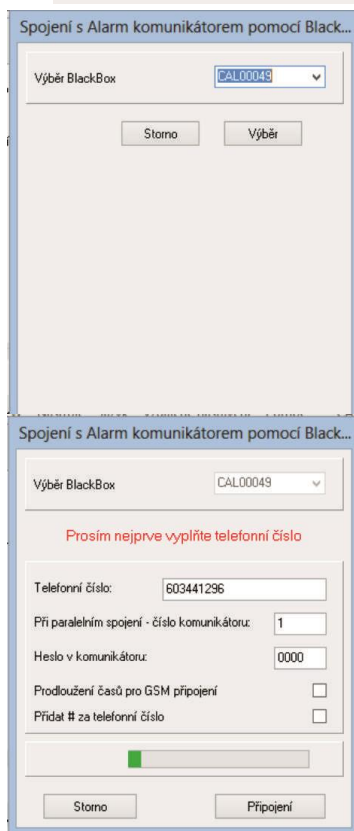 Spojení s Alarm komunikátorem pomocí Black...
Výběr BlackBox CAL00049
Storno Výběr
Spojení s Alarm komunikátorem pomocí Black...
Výběr BlackBox CAL00049
Prosím nejprve vyplňte telefonní číslo
Telefonní číslo: 603441296
Při paralelním spojení - číslo komunikátoru: 1
Heslo v komunikátoru: 0000
Prodloužení časů pro GSM připojení
Přidat # za telefonní číslo
Storno Připojení